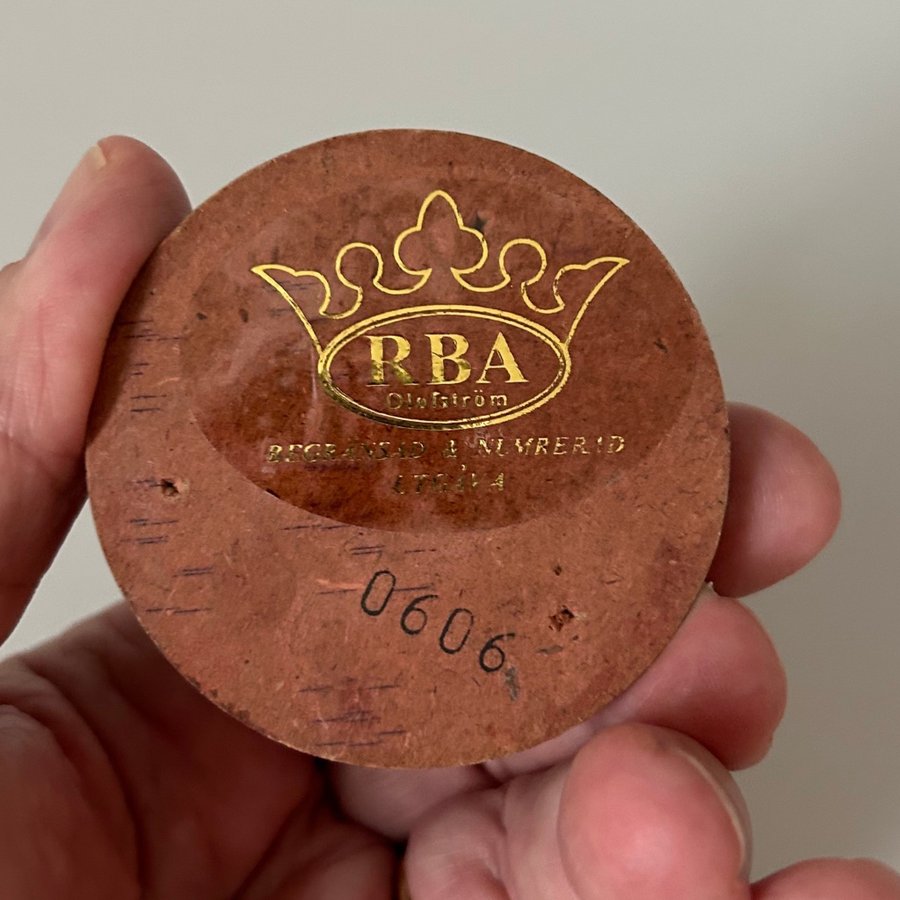 RBA
Olofström
BEGRÄNSAD & NUMRERAD
UTGÅVA
0606